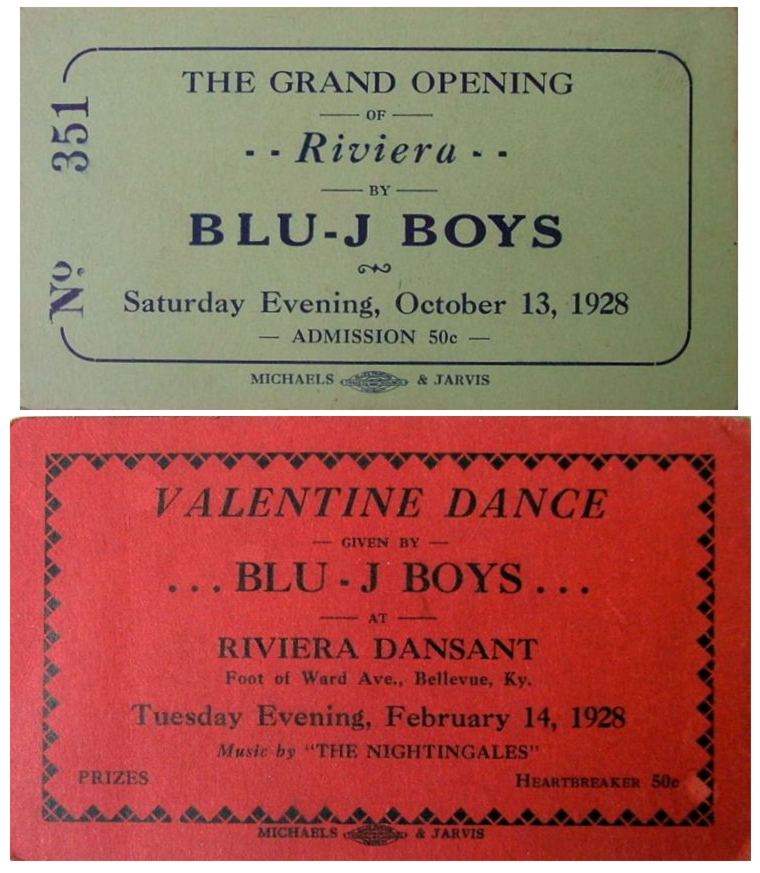 No. 351
THE GRAND OPENING
OF
- - Riviera - -
BY
BLU-J BOYS
Saturday Evening, October 13, 1928
— ADMISSION 50c —
MICHAELS & JARVIS
VALENTINE DANCE
— GIVEN BY —
...BLU-J BOYS...
AT
RIVIERA DANSANT
Foot of Ward Ave., Bellevue, Ky.
Tuesday Evening, February 14, 1928
Music by "THE NIGHTINGALES"
PRIZES HEARTBREAKER 50c
MICHAELS & JARVIS